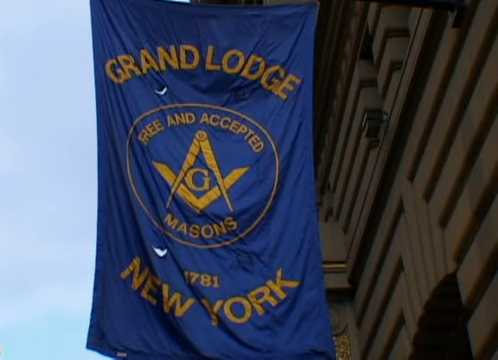 GRAND LODGE
FREE AND ACCEPTED
G
MASONS
1781
NEW YORK